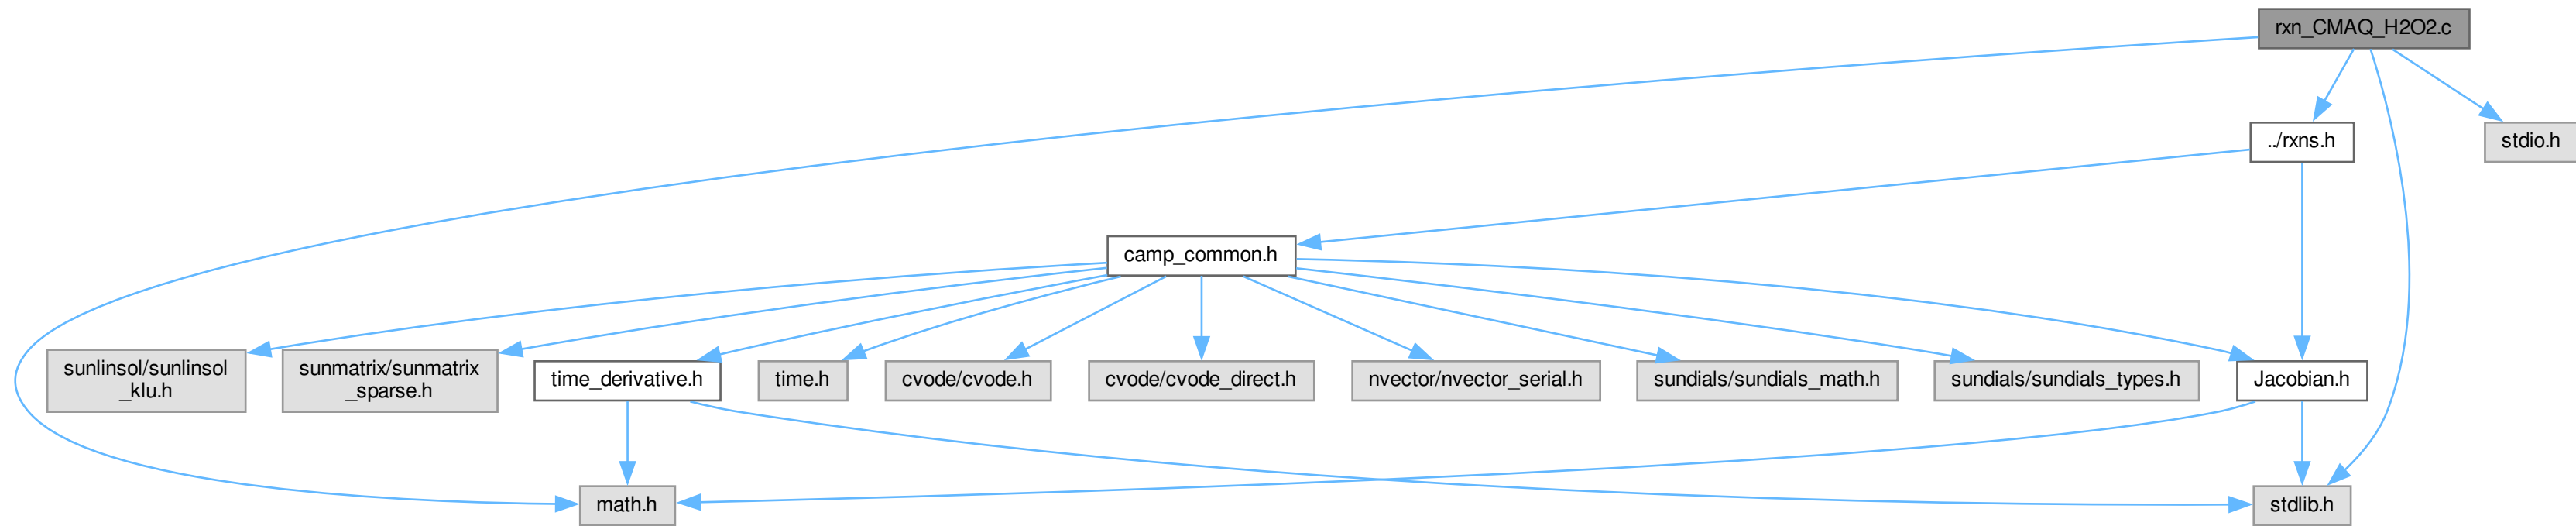 rxn_CMAQ_H2O2.c
../rxns.h
stdio.h
camp_common.h
sunlinsol/sunlinsol
_klu.h
sunmatrix/sunmatrix
_sparse.h
time_derivative.h
time.h
cvode/cvode.h
cvode/cvode_direct.h
nvector/nvector_serial.h
sundials/sundials_math.h
sundials/sundials_types.h
Jacobian.h
math.h
stdlib.h